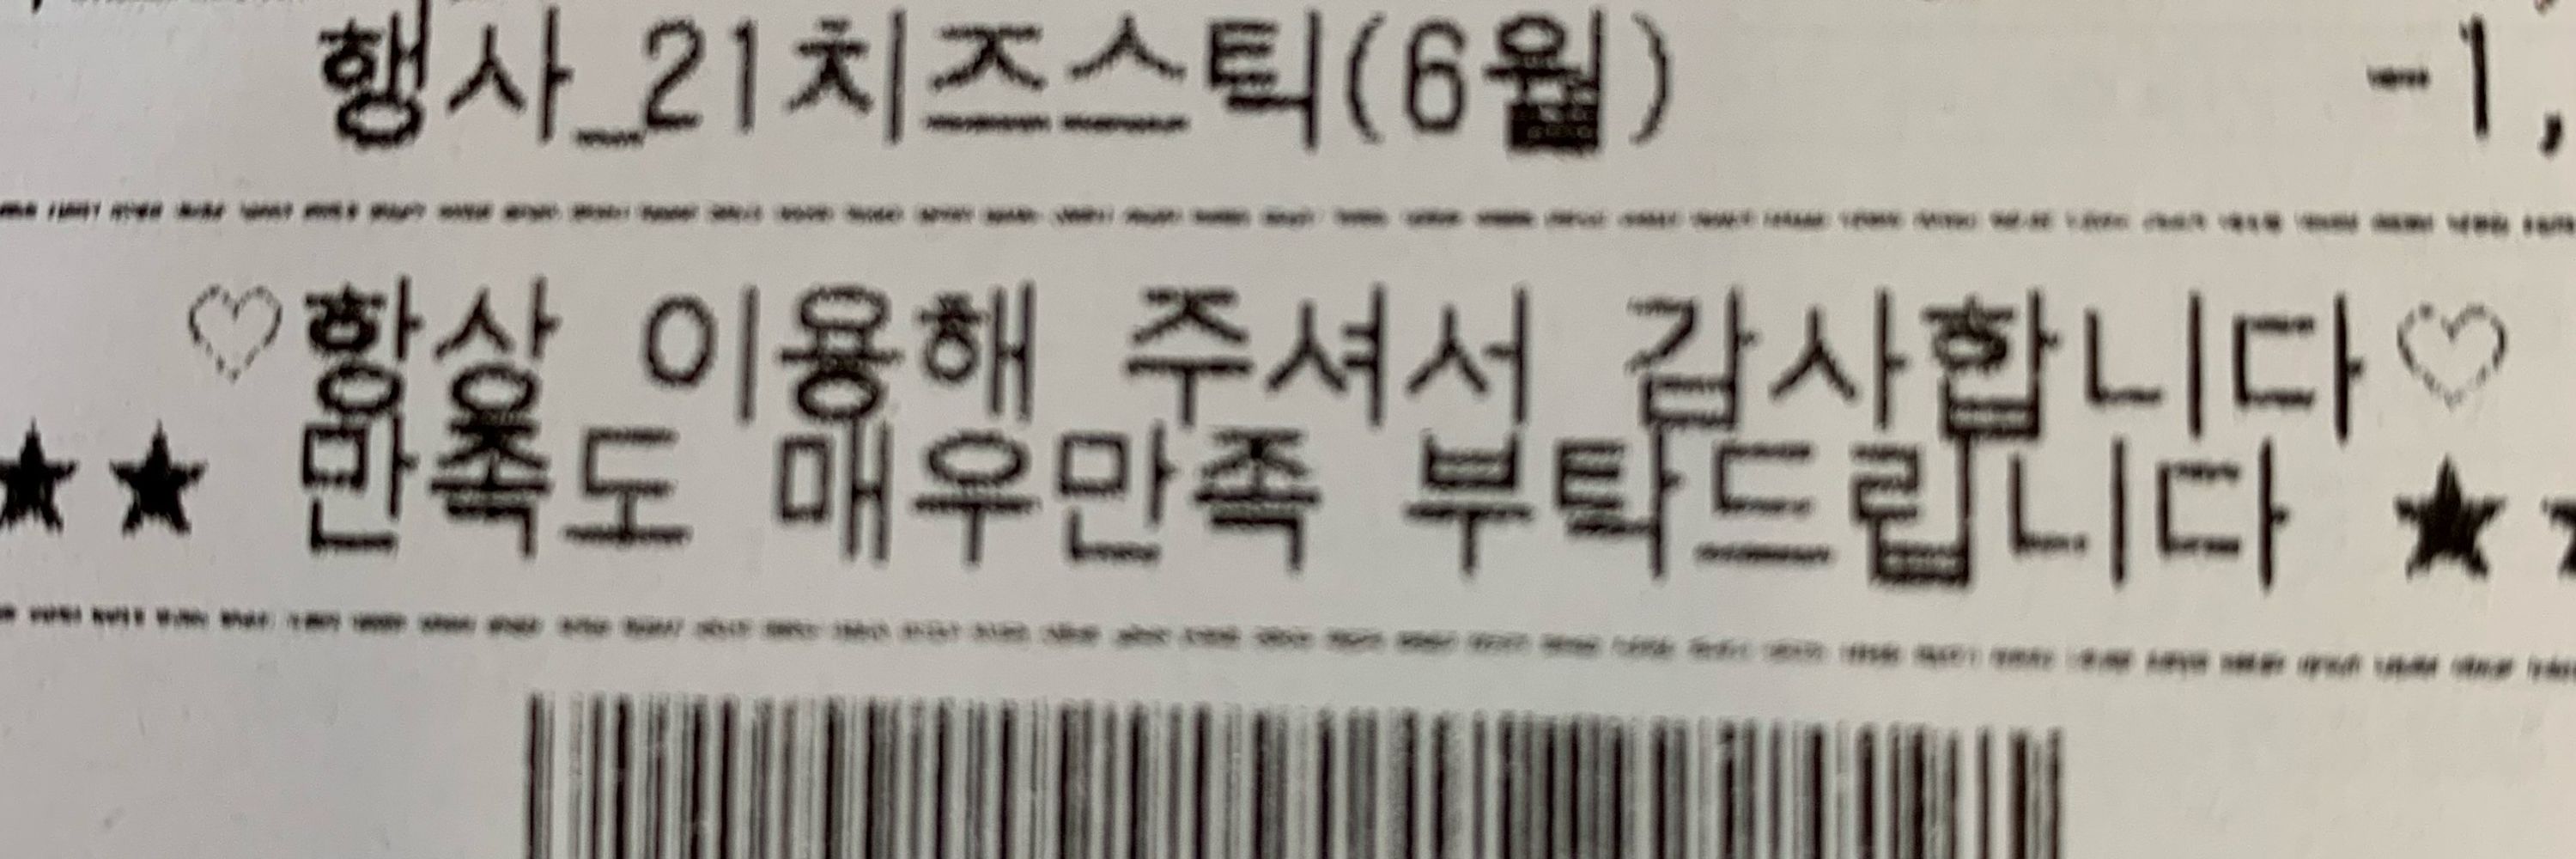 행사_21치즈스틱(6월) -1,
♡항상 이용해 주셔서 감사합니다♡
★★ 만족도 매우만족 부탁드립니다 ★★